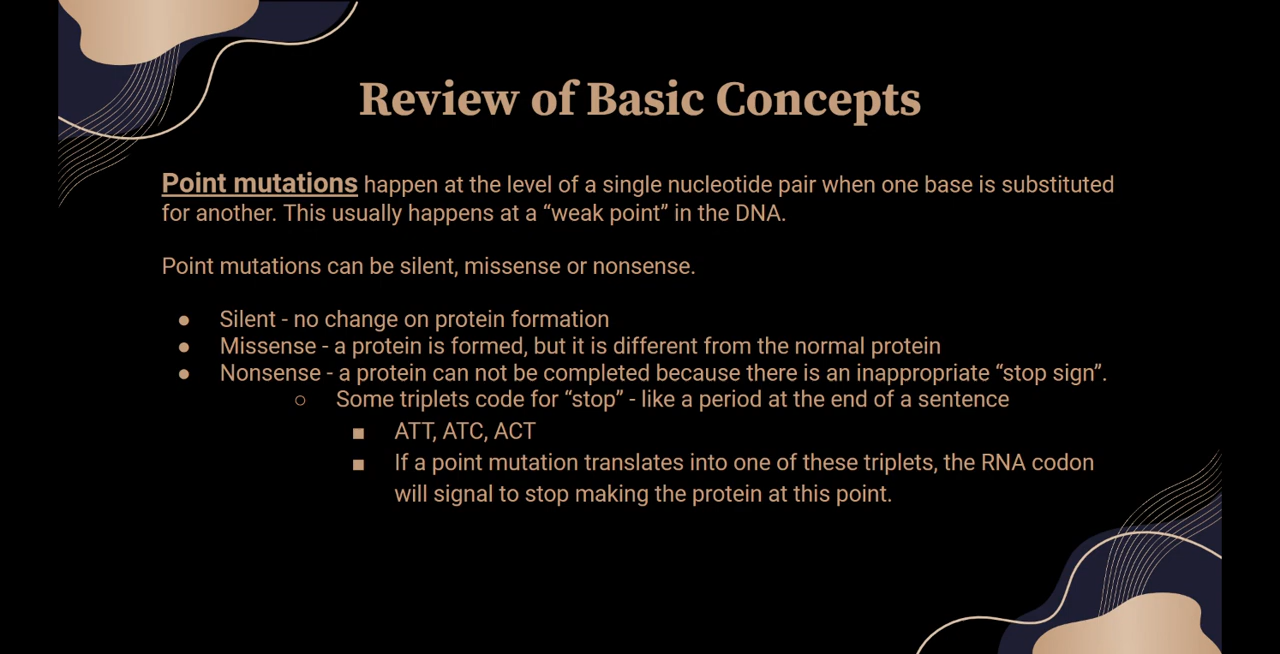 Review of Basic Concepts
Point mutations happen at the level of a single nucleotide pair when one base is substituted
for another. This usually happens at a “weak point” in the DNA.
Point mutations can be silent, missense or nonsense.
● Silent - no change on protein formation
● Missense - a protein is formed, but it is different from the normal protein
● Nonsense - a protein can not be completed because there is an inappropriate “stop sign”.
○ Some triplets code for “stop” - like a period at the end of a sentence
■ ATT, ATC, ACT
■ If a point mutation translates into one of these triplets, the RNA codon
will signal to stop making the protein at this point.